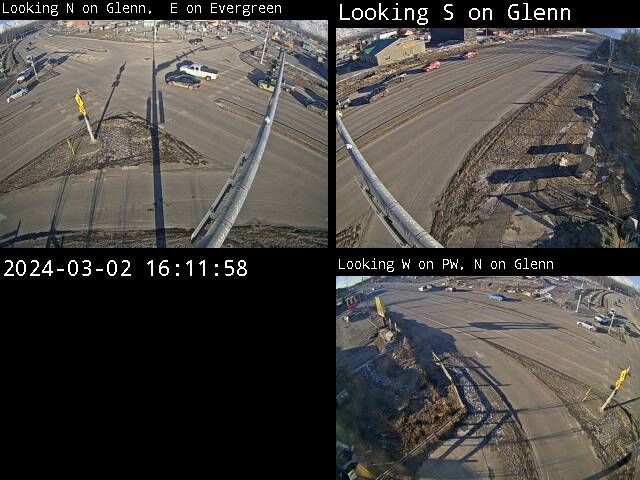 Looking N on Glenn, E on Evergreen
Looking S on Glenn
2024-03-02 16:11:58
Looking W on PW, N on Glenn